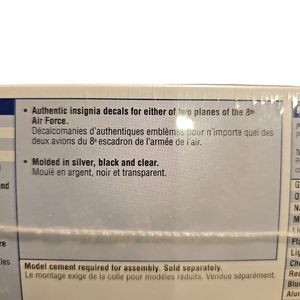 • Authentic insignia decals for either of two planes of the 8th
Air Force.
Décalcomanies d'authentiques emblèmes pour n'importe quel des
deux avions du 8e escadron de l'armée de l'air.
• Molded in silver, black and clear.
Moulé en argent, noir et transparent.
and
re
Model cement required for assembly. Sold separately.
Le montage exige de la colle pour modèles réduits. Vendue séparément.